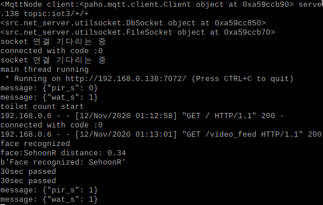 <MqttNode client:<paho.mqtt.client.Client object at 0xa59ccb90> serve
.138 topic:iot3/+/+
<src.net_server.utilsocket.DbSocket object at 0xa59cc850>
<src.net_server.utilsocket.FileSocket object at 0xa59ccb70>
socket 연결 기다리는 중
connected with code :0
socket 연결 기다리는 중
main thread running
 * Running on http://192.168.0.138:7072/ (Press CTRL+C to quit)
message: {"pir_s": 0}
message: {"wat_s": 1}
toilet count start
192.168.0.6 - - [12/Nov/2020 01:12:58] "GET / HTTP/1.1" 200 -
connected with code :0
192.168.0.6 - - [12/Nov/2020 01:13:01] "GET /video_feed HTTP/1.1" 200
face recognized
face:SehoonR distance: 0.34
b'Face recognized: SehoonR'
30sec passed
30sec passed
message: {"pir_s": 1}
message: {"wat_s": 1}